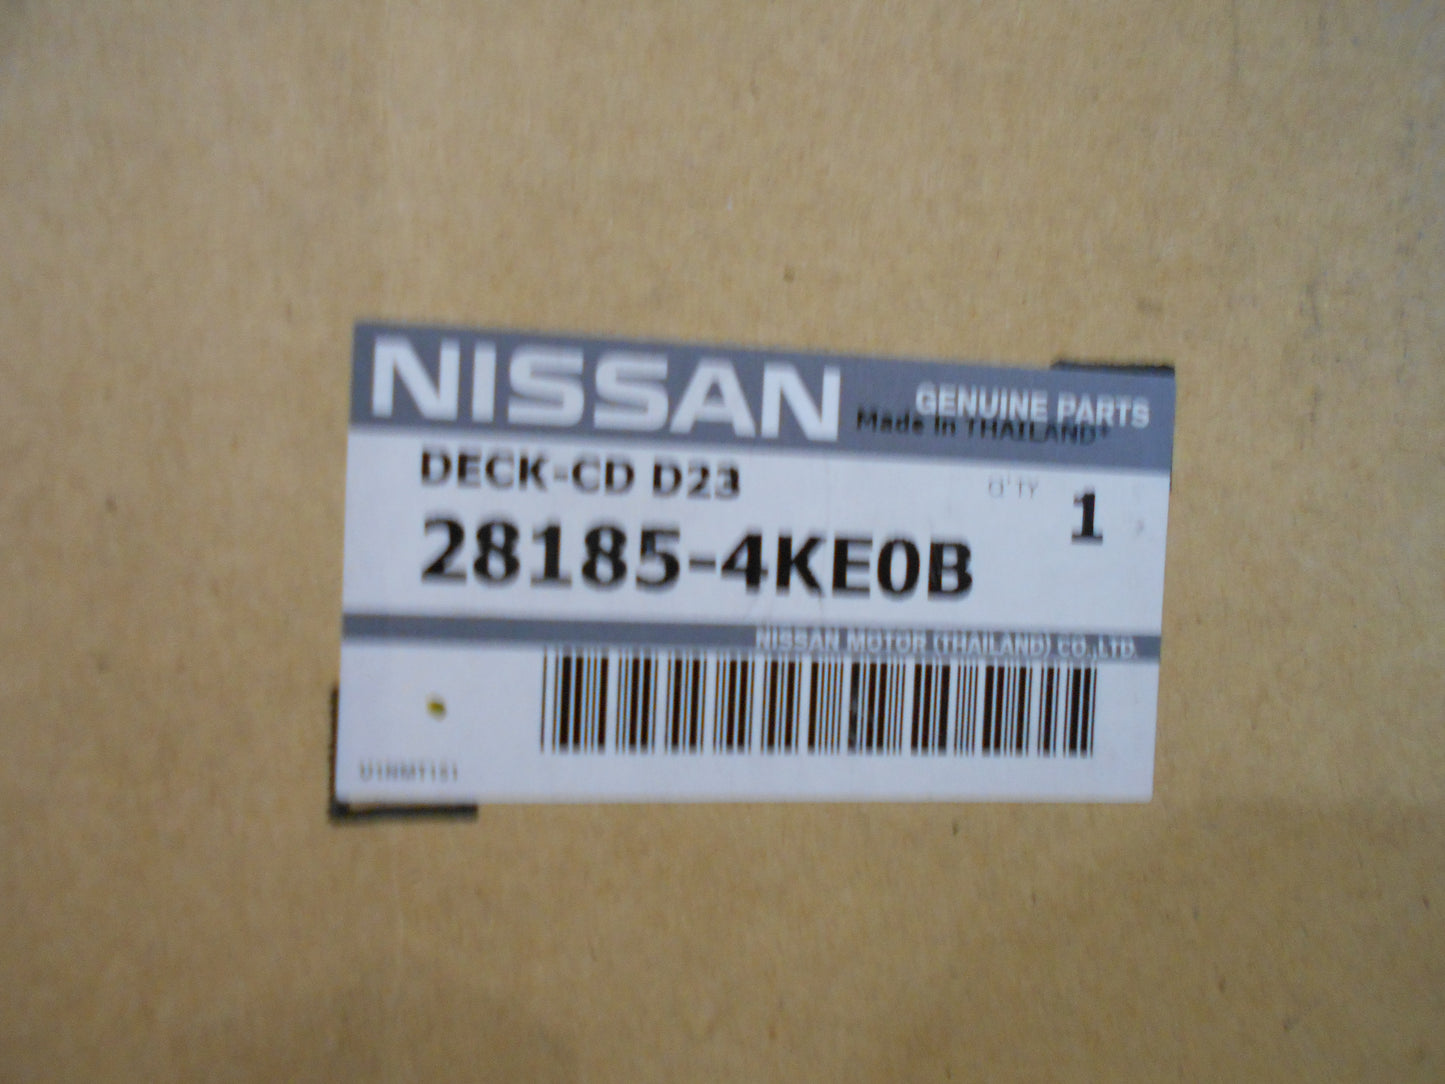 NISSAN GENUINE PARTS
Made in THAILAND*
DECK-CD D23
Q'TY 1
28185-4KE0B
NISSAN MOTOR (THAILAND) CO.,LTD.